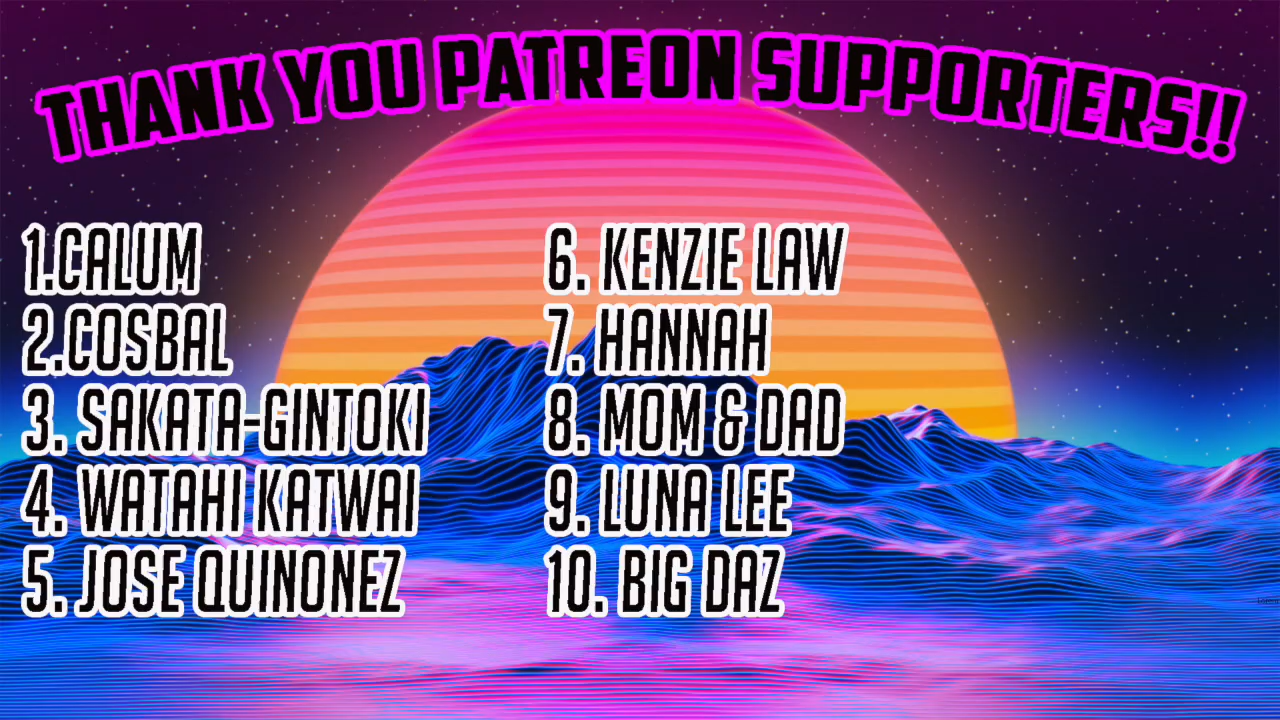 THANK YOU PATREON SUPPORTERS!!
1.CALUM
2.COSBAL
3. SAKATA-GINTOKI
4. WATAHI KATWAI
5. JOSE QUINONEZ
6. KENZIE LAW
7. HANNAH
8. MOM & DAD
9. LUNA LEE
10. BIG DAZ